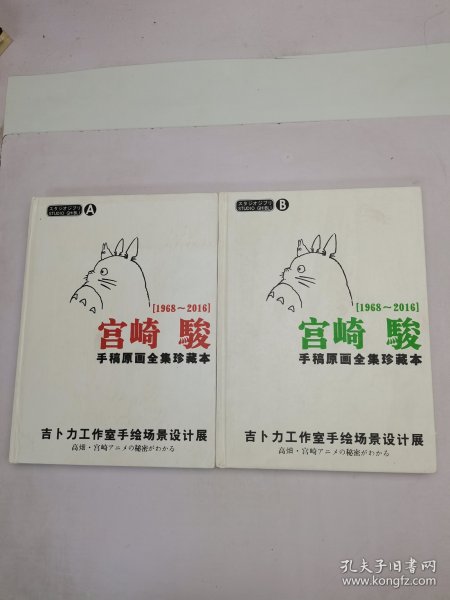 スタジオジブリ
STUDIO GHIBLI
A
[1968～2016]
宫崎 駿
手稿原画全集珍藏本
吉卜力工作室手绘场景设计展
高畑・宮崎アニメの秘密がわかる
スタジオジブリ
STUDIO GHIBLI
B
[1968～2016]
宫崎 駿
手稿原画全集珍藏本
吉卜力工作室手绘场景设计展
高畑・宮崎アニメの秘密がわかる
孔夫子旧书网
www.kongfz.com